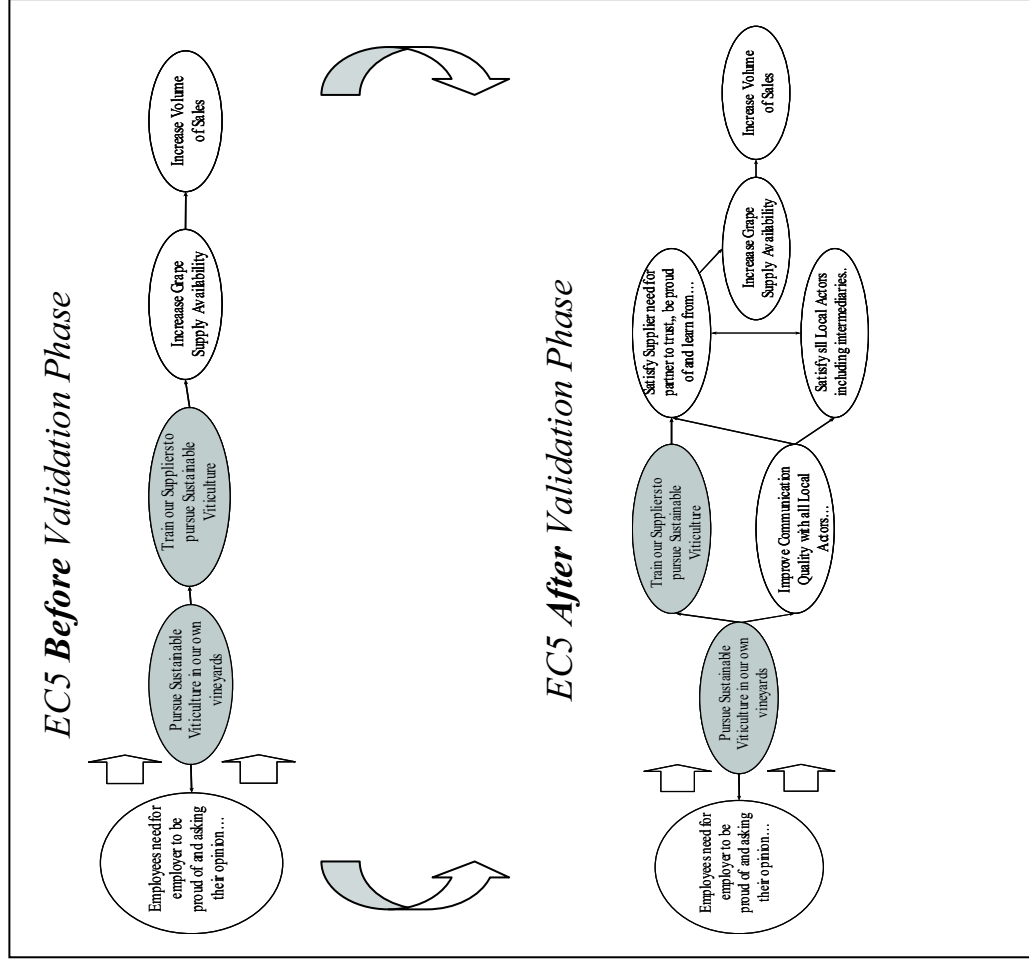 EC5 Before Validation Phase
Employees need for
employer to be
proud of and asking
their opinion…
Pursue Sustainable
Viticulture in our own
vineyards
Train our Suppliersto
pursue Sustainable
Viticulture
Increaase Grape
Supply Availability
Increase Volume
of Sales
EC5 After Validation Phase
Employees need for
employer to be
proud of and asking
their opinion…
Pursue Sustainable
Viticulture in our own
vineyards
Train our Suppliersto
pursue Sustainable
Viticulture
Improve Communication
Quality with all Local
Actors…
Satisfy Supplier need for
partner to trust,, be proud
of and learn from…
Satisfy sll Local Actors
including intermediaries..
Increaase Grape
Supply Availability
Increase Volume
of Sales